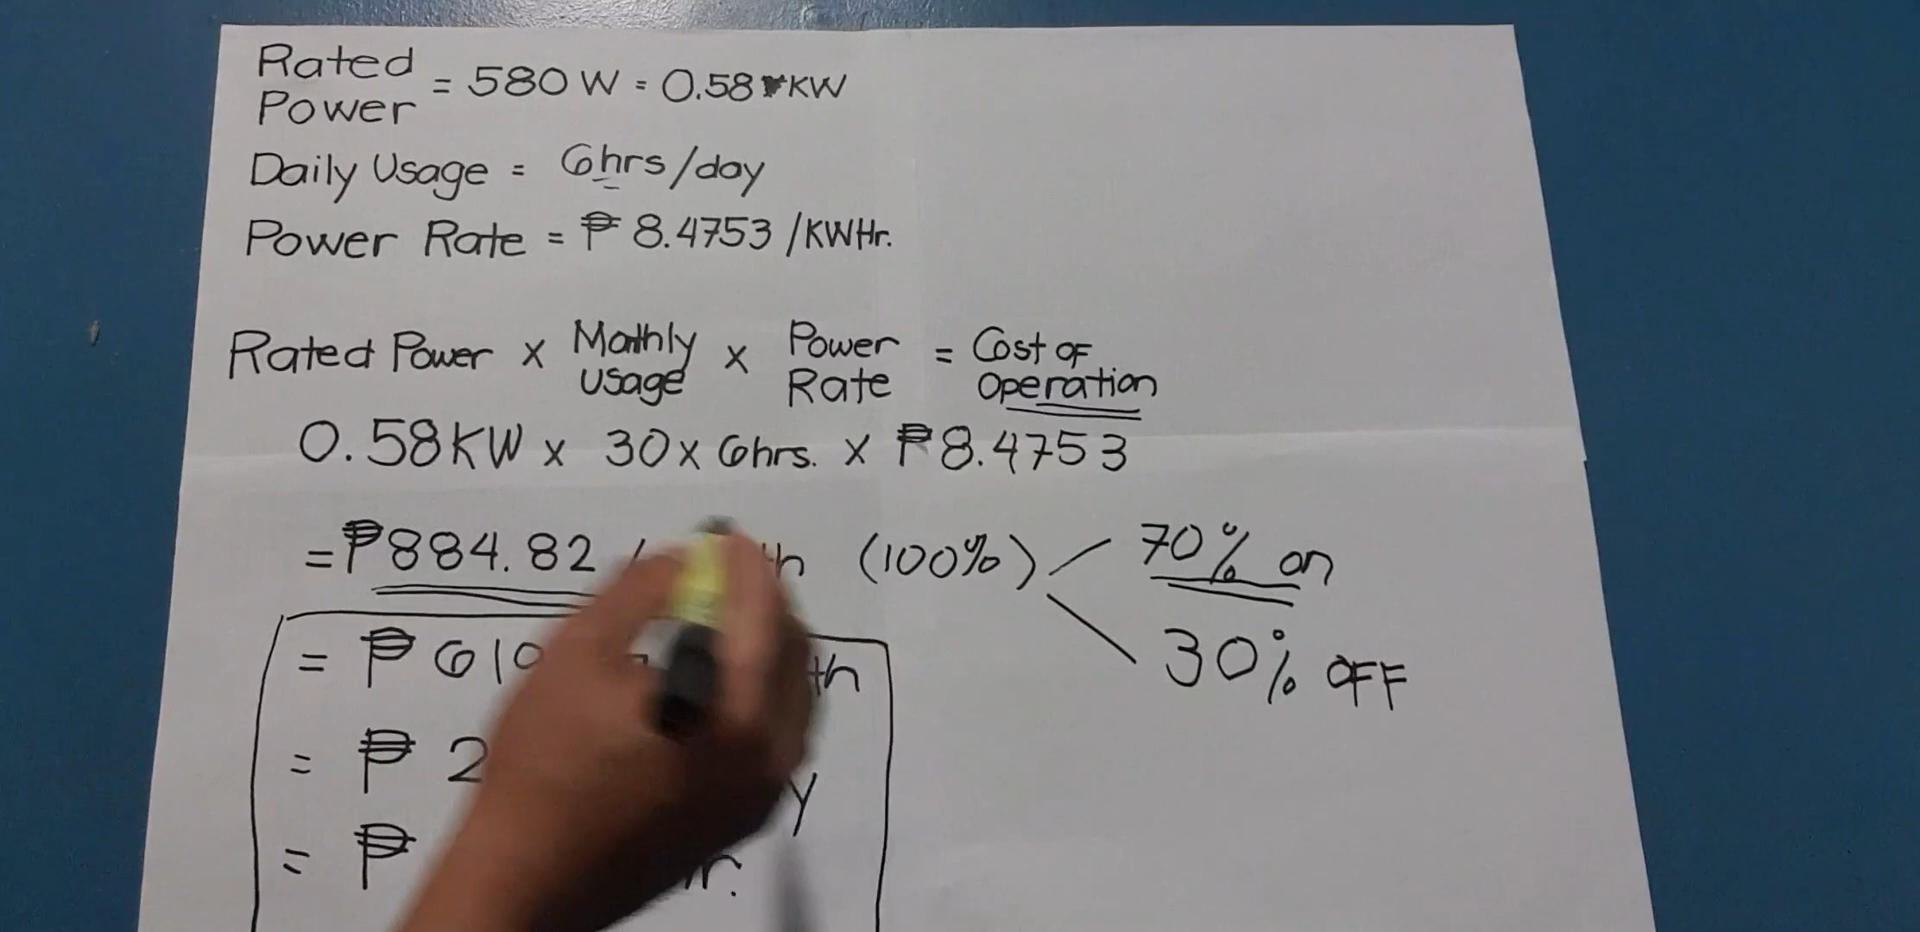 Rated Power = 580 W = 0.58 KW
Daily Usage = 6hrs/day
Power Rate = ₱ 8.4753 /KWHr.
Rated Power x Monthly Usage x Power Rate = Cost of Operation
0.58KW x 30 x 6hrs. x ₱8.4753
= ₱884.82 / (100%) 70% on
30% OFF
= ₱ 619
= ₱ 2
= ₱